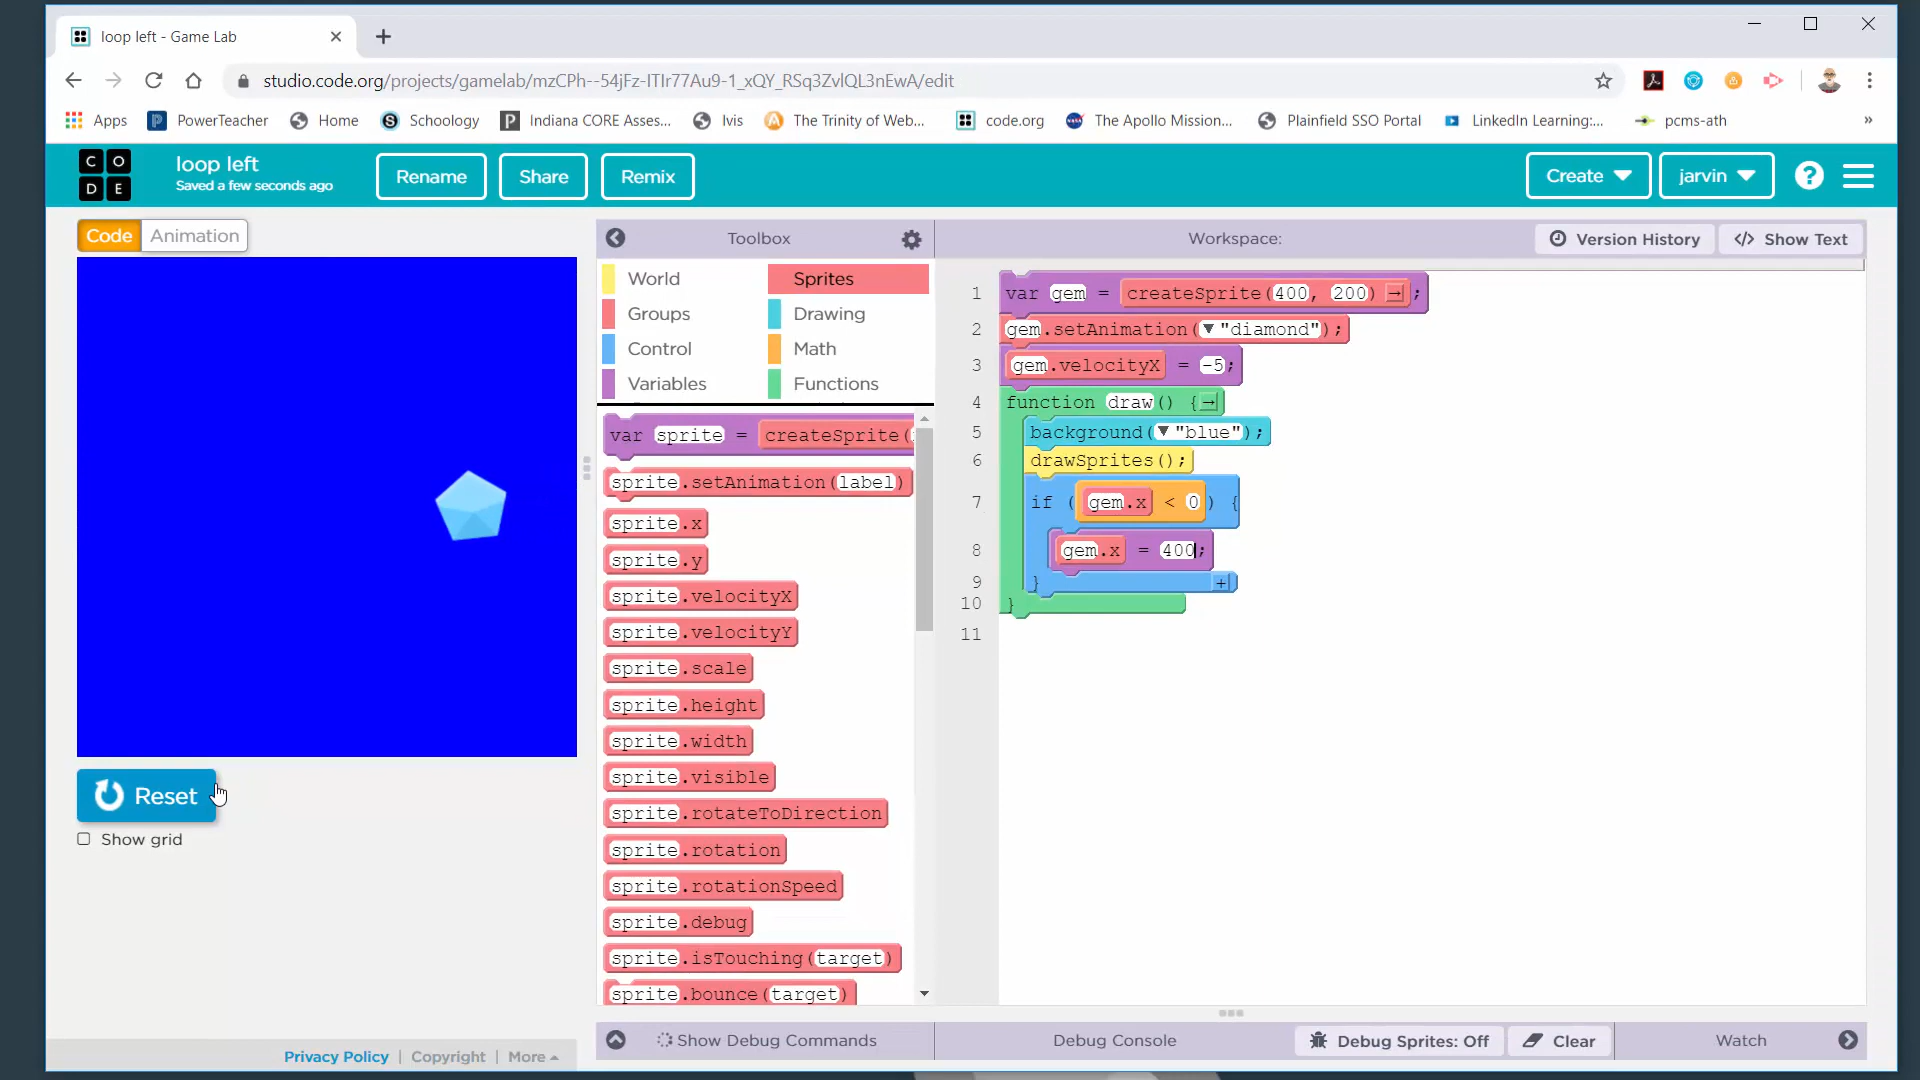 loop left - Game Lab
studio.code.org/projects/gamelab/mzCPh--54jFz-ITIr77Au9-1_xQY_RSq3ZvlQL3nEwA/edit
Apps PowerTeacher Home Schoology Indiana CORE Asses... Ivis The Trinity of Web... code.org The Apollo Mission... Plainfield SSO Portal LinkedIn Learning:... pcms-ath »
C O D E
loop left
Saved a few seconds ago
Rename Share Remix Create jarvin ?
Code Animation
Toolbox
Workspace:
Version History </> Show Text
World Sprites
Groups Drawing
Control Math
Variables Functions
var sprite = createSprite(
sprite.setAnimation(label)
sprite.x
sprite.y
sprite.velocityX
sprite.velocityY
sprite.scale
sprite.height
sprite.width
sprite.visible
sprite.rotateToDirection
sprite.rotation
sprite.rotationSpeed
sprite.debug
sprite.isTouching(target)
sprite.bounce(target)
1 var gem = createSprite(400, 200) → ;
2 gem.setAnimation(▼ "diamond");
3 gem.velocityX = -5;
4 function draw() { →
5 background(▼ "blue");
6 drawSprites();
7 if (gem.x < 0) {
8 gem.x = 400;
9 } +
10 }
11
Reset
Show grid
Privacy Policy | Copyright | More
Show Debug Commands
Debug Console
Debug Sprites: Off
Clear
Watch